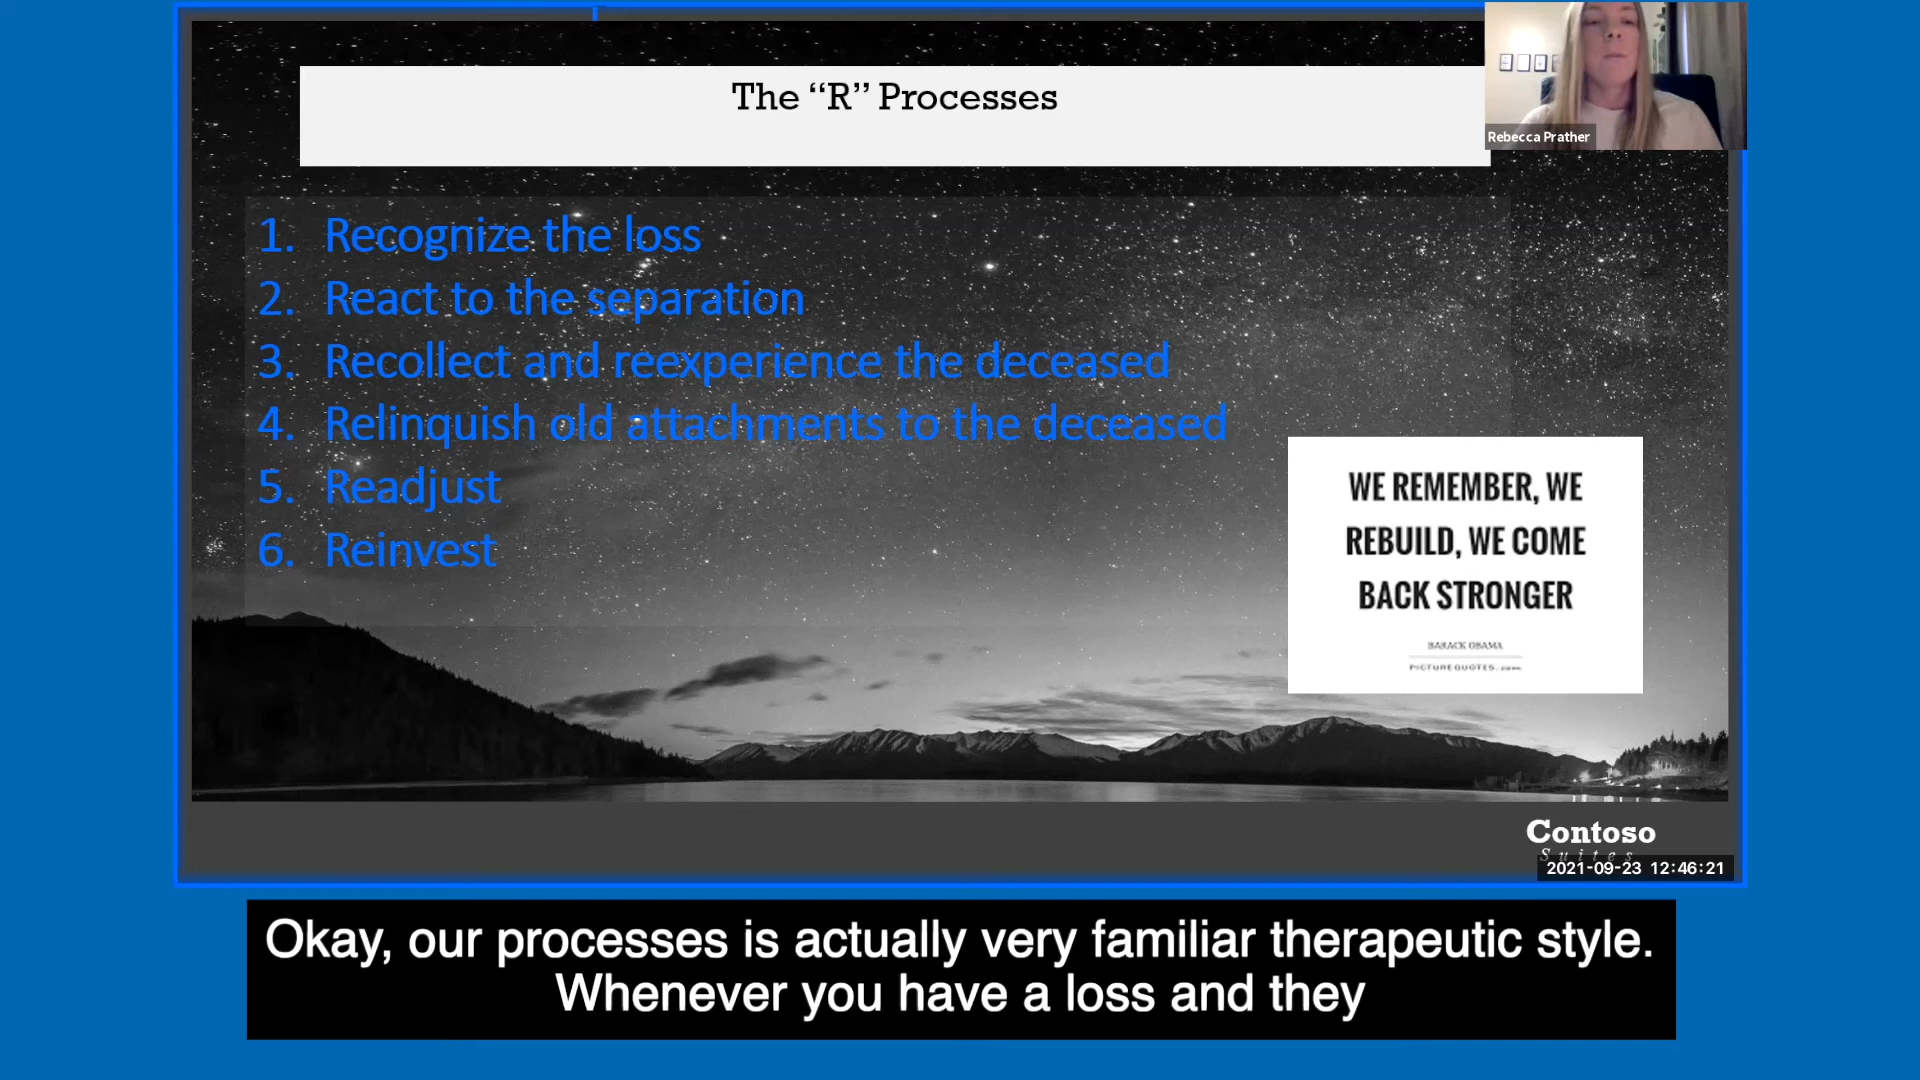 The “R” Processes
Rebecca Prather
1. Recognize the loss
2. React to the separation
3. Recollect and reexperience the deceased
4. Relinquish old attachments to the deceased
5. Readjust
6. Reinvest
WE REMEMBER, WE
REBUILD, WE COME
BACK STRONGER
BARACK OBAMA
PICTUREQUOTES.com
Contoso
Suites
2021-09-23 12:46:21
Okay, our processes is actually very familiar therapeutic style.
Whenever you have a loss and they